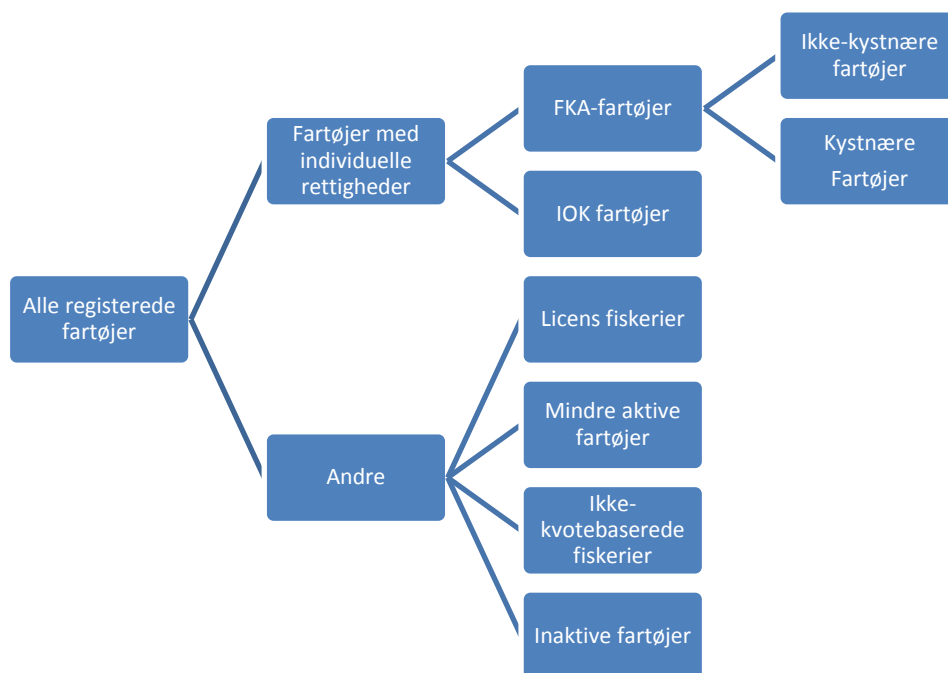 Alle registerede
fartøjer
Fartøjer med
individuelle
rettigheder
Andre
FKA-fartøjer
IOK fartøjer
Licens fiskerier
Mindre aktive
fartøjer
Ikke-
kvotebaserede
fiskerier
Inaktive fartøjer
Ikke-kystnære
fartøjer
Kystnære
Fartøjer